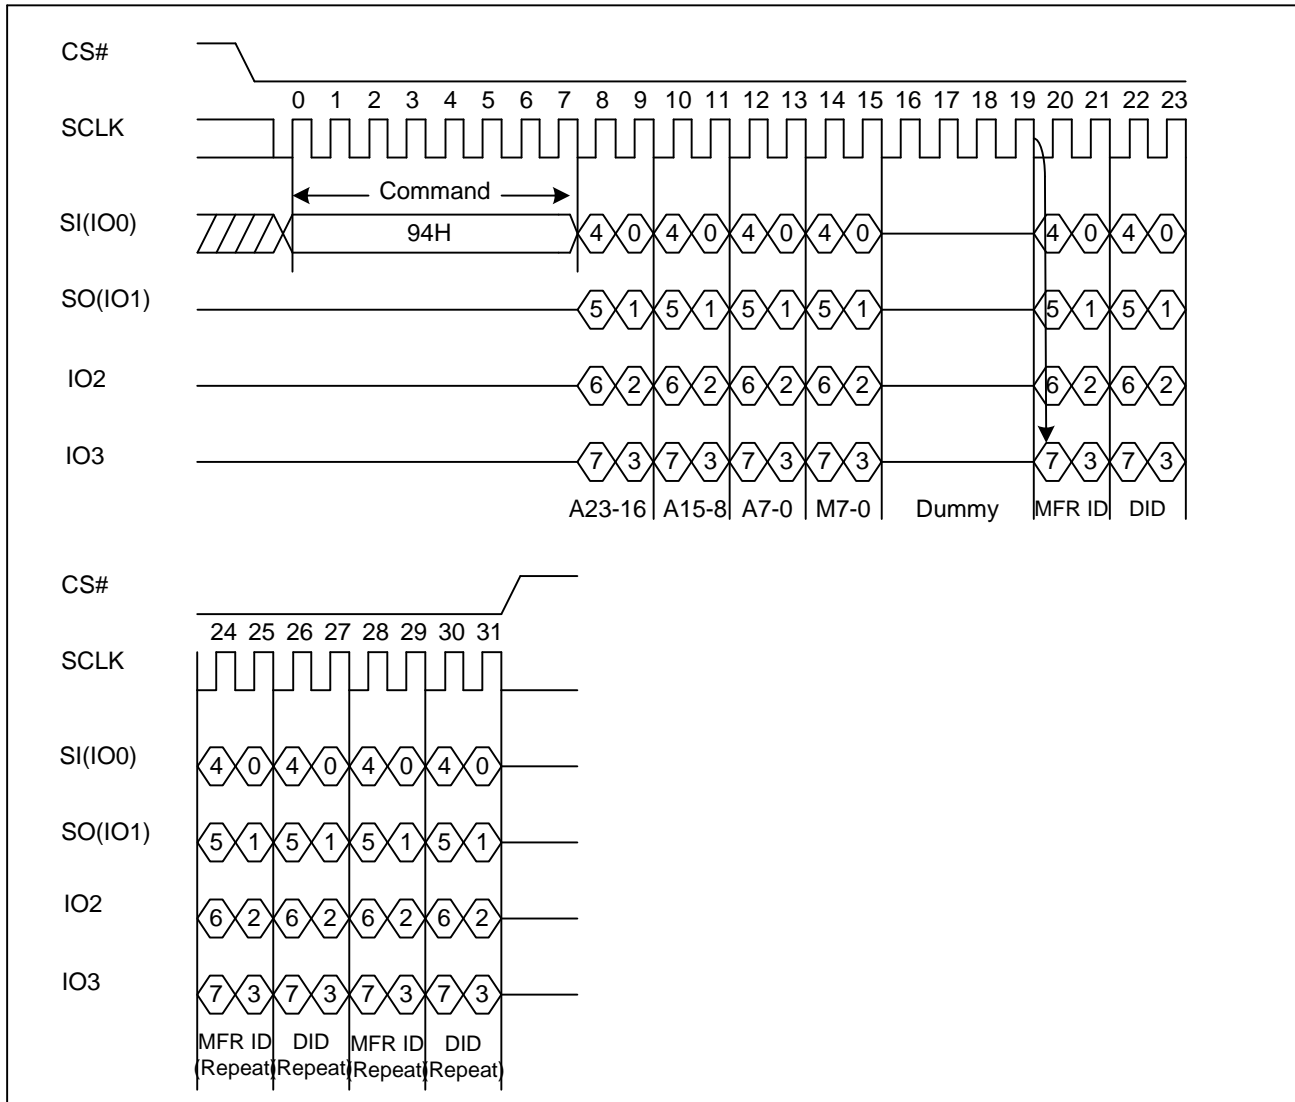 CS#
0 1 2 3 4 5 6 7 8 9 10 11 12 13 14 15 16 17 18 19 20 21 22 23
SCLK
Command
SI(IO0) 94H 4 0 4 0 4 0 4 0 4 0 4 0
SO(IO1) 5 1 5 1 5 1 5 1 5 1 5 1
IO2 6 2 6 2 6 2 6 2 6 2 6 2
IO3 7 3 7 3 7 3 7 3 7 3 7 3
A23-16 A15-8 A7-0 M7-0 Dummy MFR ID DID
CS#
24 25 26 27 28 29 30 31
SCLK
SI(IO0) 4 0 4 0 4 0 4 0
SO(IO1) 5 1 5 1 5 1 5 1
IO2 6 2 6 2 6 2 6 2
IO3 7 3 7 3 7 3 7 3
MFR ID DID MFR ID DID
(Repeat) (Repeat) (Repeat) (Repeat)